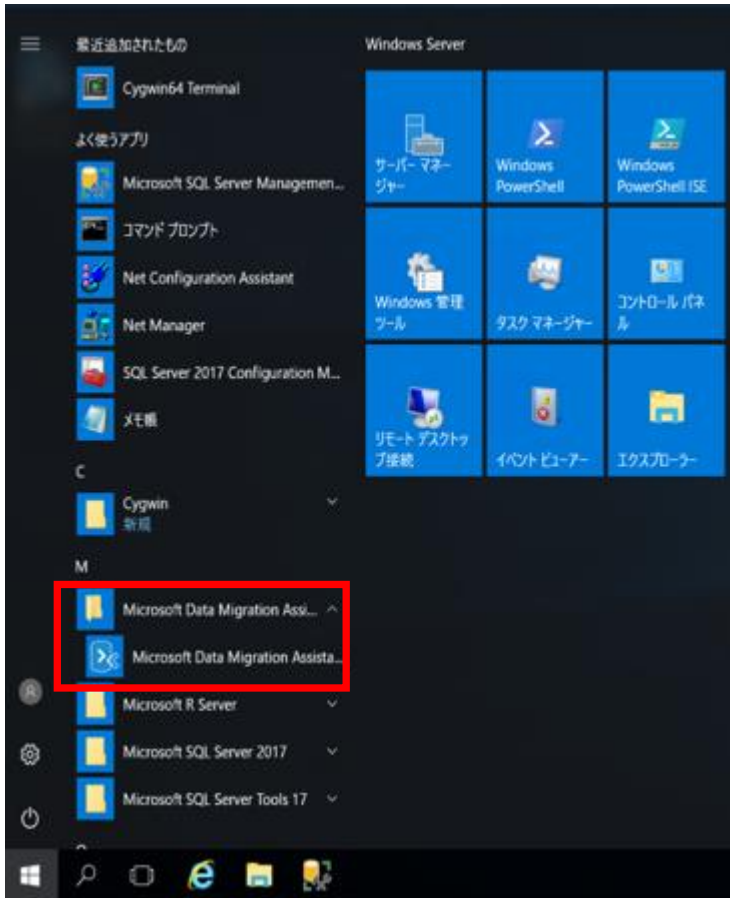 最近追加されたもの
Cygwin64 Terminal
よく使うアプリ
Microsoft SQL Server Managemen...
コマンド プロンプト
Net Configuration Assistant
Net Manager
SQL Server 2017 Configuration M...
メモ帳
C
Cygwin
新規
M
Microsoft Data Migration Assi...
Microsoft Data Migration Assista...
Microsoft R Server
Microsoft SQL Server 2017
Microsoft SQL Server Tools 17
Windows Server
サーバー マネー
ジャー
Windows
PowerShell
Windows
PowerShell ISE
Windows 管理
ツール
タスク マネージャー
コントロール パネ
ル
リモート デスクトッ
プ接続
イベント ビューアー
エクスプローラー